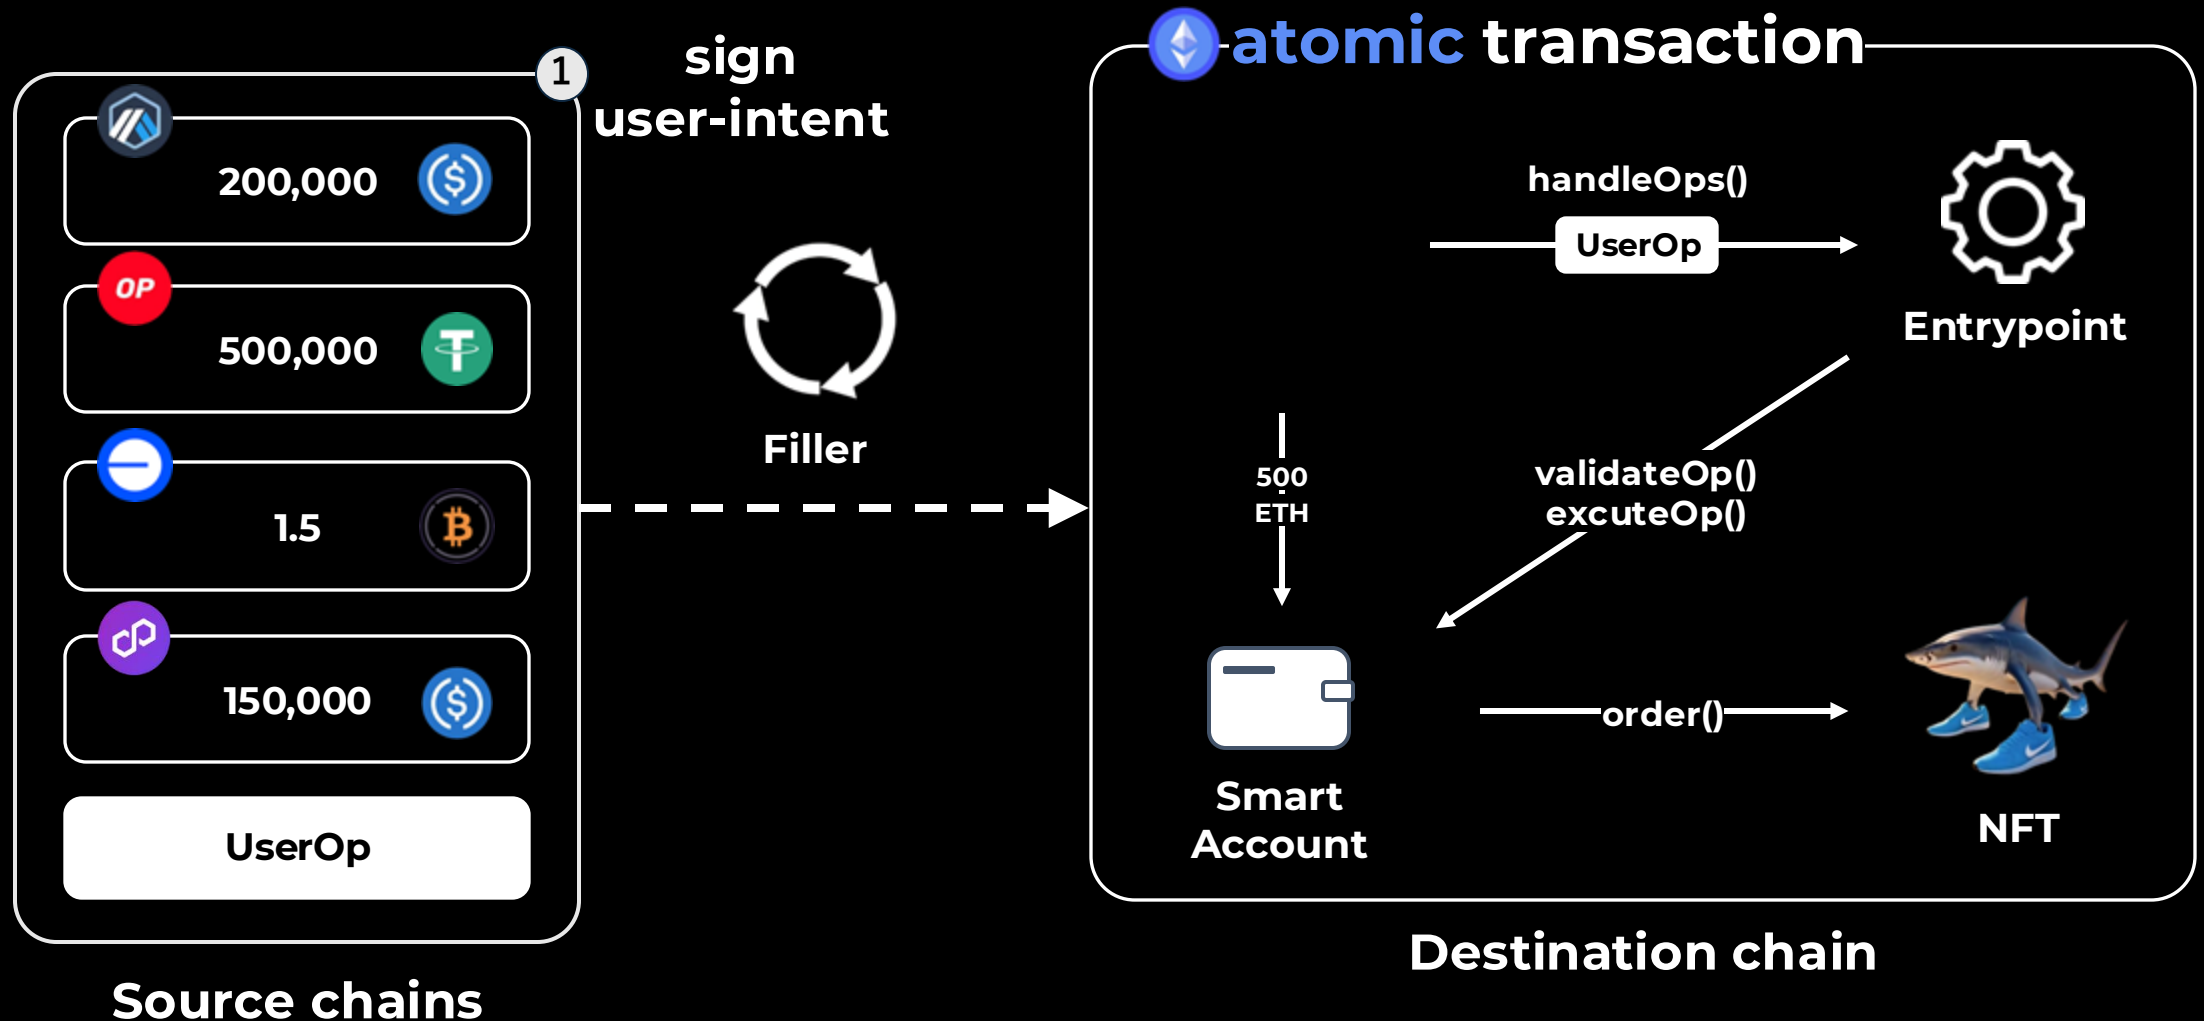 1
sign
user-intent
200,000
OP
500,000
1.5
150,000
UserOp
Source chains
Filler
atomic transaction
handleOps()
UserOp
Entrypoint
500
ETH
validateOp()
excuteOp()
Smart
Account
order()
NFT
Destination chain